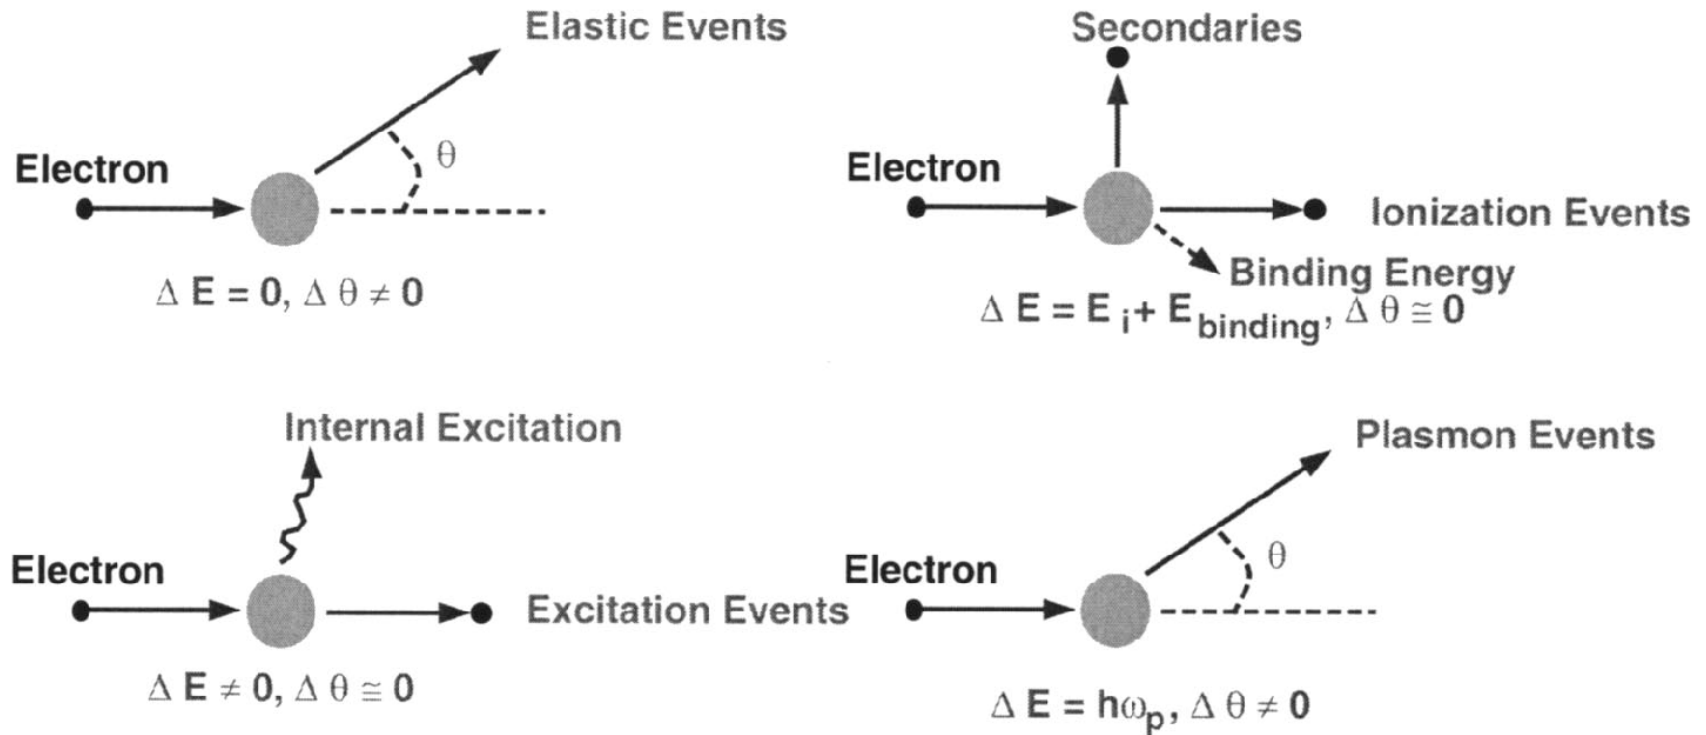 Elastic Events
θ
Electron
Δ E = 0, Δ θ ≠ 0
Secondaries
Electron
Ionization Events
Binding Energy
Δ E = E i + E binding, Δ θ ≅ 0
Internal Excitation
Electron
Excitation Events
Δ E ≠ 0, Δ θ ≅ 0
Plasmon Events
θ
Electron
Δ E = hωp, Δ θ ≠ 0